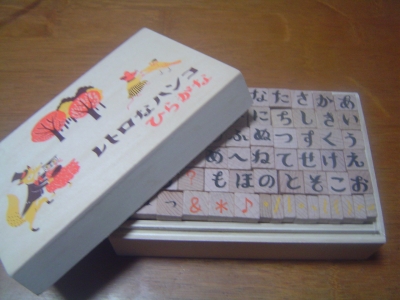 レトロなハンコ
ひらがな
なたさかあ
にちしきい
ふぬつすくう
めへねてせけえ
?もほのとそこお
っ&*♪